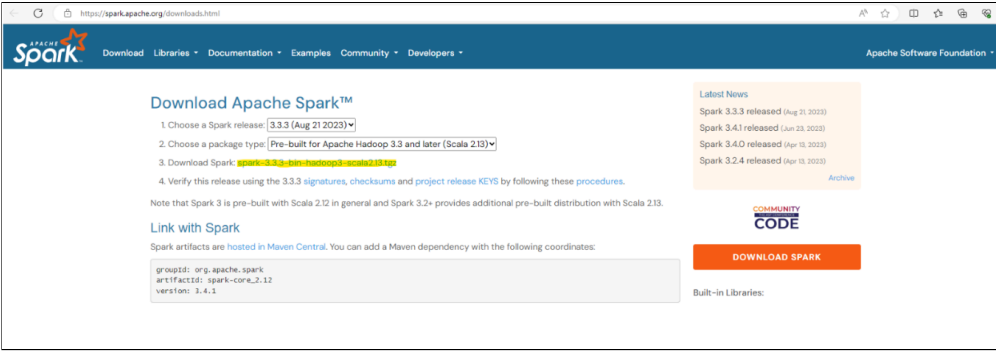 https://spark.apache.org/downloads.html
APACHE
Spark
Download Libraries Documentation Examples Community Developers Apache Software Foundation
Download Apache Spark™
1. Choose a Spark release: 3.3.3 (Aug 21 2023)
2. Choose a package type: Pre-built for Apache Hadoop 3.3 and later (Scala 2.13)
3. Download Spark: spark-3.3.3-bin-hadoop3-scala2.13.tgz
4. Verify this release using the 3.3.3 signatures, checksums and project release KEYS by following these procedures.
Note that Spark 3 is pre-built with Scala 2.12 in general and Spark 3.2+ provides additional pre-built distribution with Scala 2.13.
Link with Spark
Spark artifacts are hosted in Maven Central. You can add a Maven dependency with the following coordinates:
groupId: org.apache.spark
artifactId: spark-core_2.12
version: 3.4.1
Latest News
Spark 3.3.3 released (Aug 21, 2023)
Spark 3.4.1 released (Jun 23, 2023)
Spark 3.4.0 released (Apr 13, 2023)
Spark 3.2.4 released (Apr 13, 2023)
Archive
COMMUNITY
CODE
DOWNLOAD SPARK
Built-in Libraries: